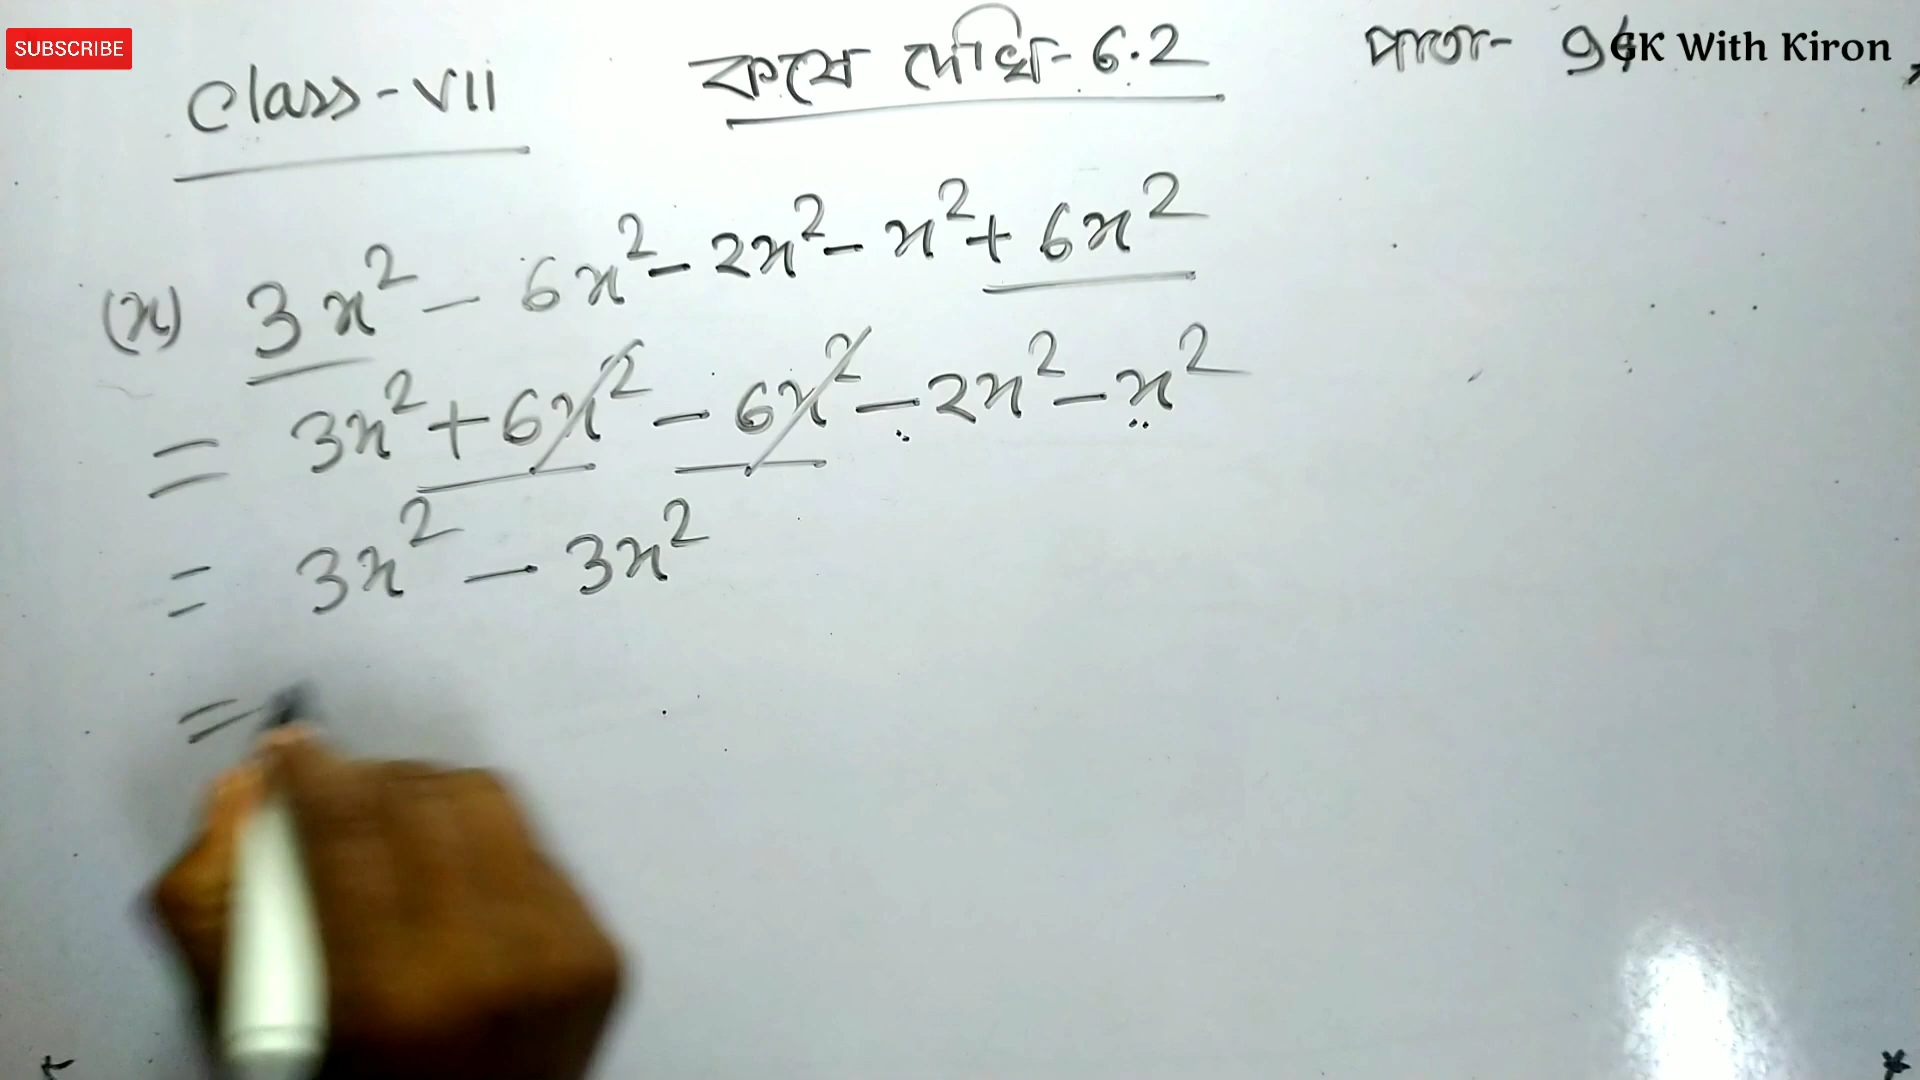 SUBSCRIBE
Class-VII কষে দেখি-6.2 পাতা- GK With Kiron
(x) 3x² - 6x² - 2x² - x² + 6x²
= 3x² + 6x² - 6x² - 2x² - x²
= 3x² - 3x²
=